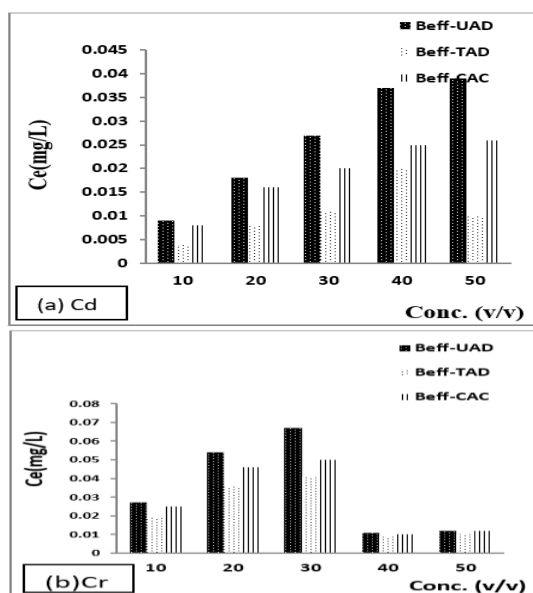 Beff-UAD
Beff-TAD
Beff-CAC
0.045
0.04
0.035
0.03
0.025
0.02
0.015
0.01
0.005
0
Ce(mg/L)
10 20 30 40 50
(a) Cd
Conc. (v/v)
Beff-UAD
Beff-TAD
Beff-CAC
0.08
0.07
0.06
0.05
0.04
0.03
0.02
0.01
0
Ce(mg/L)
10 20 30 40 50
(b)Cr
Conc. (v/v)